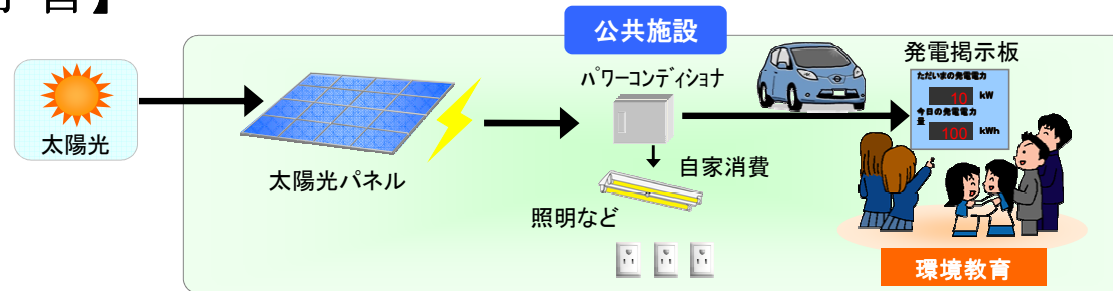 公共施設
太陽光
太陽光パネル
パワーコンディショナ
自家消費
照明など
発電掲示板
ただいまの発電電力
10 kW
今日の発電電力
量
100 kWh
環境教育